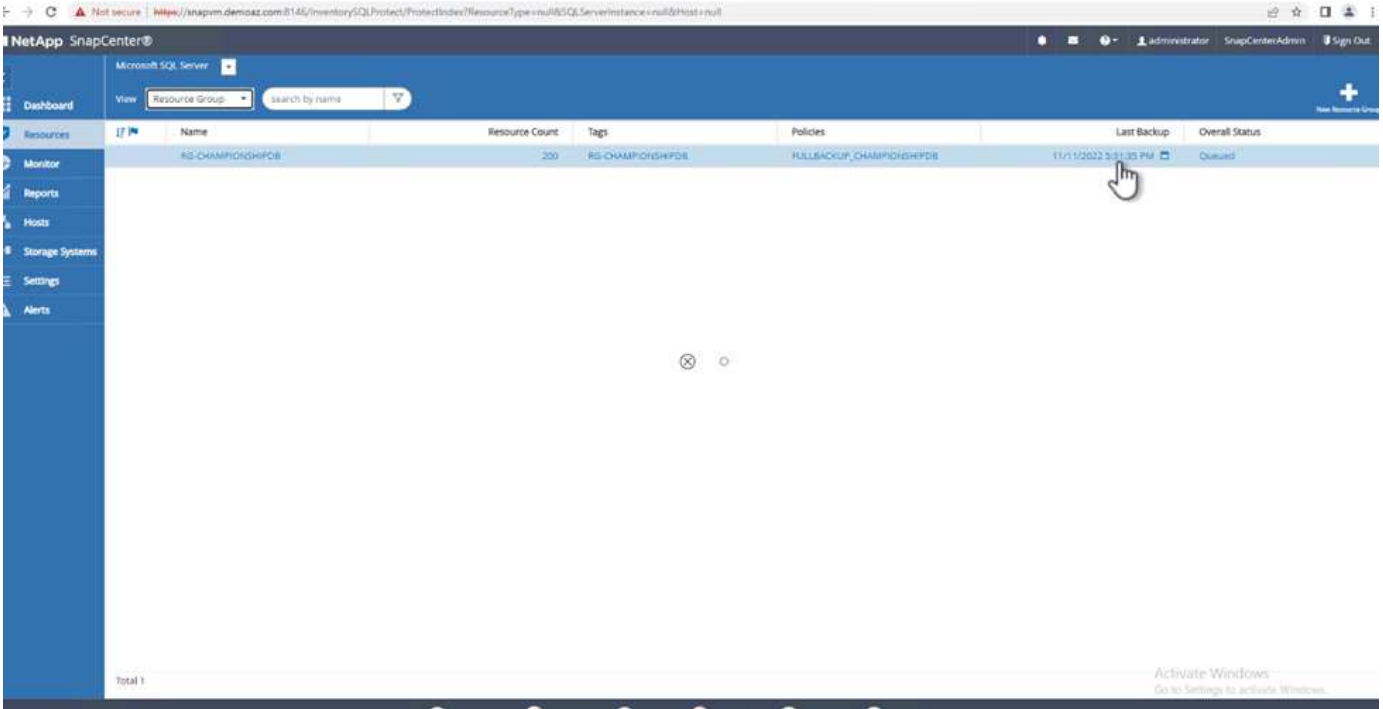 Not secure | https://snapvm.demoaz.com:8146/InventorySQLProtect/ProtectIndex?ResourceType=null&SQLServerInstance=null&Host=null
NetApp SnapCenter®
administrator SnapCenterAdmin Sign Out
Microsoft SQL Server
View Resource Group search by name
New Resource Group
Dashboard
Resources
Monitor
Reports
Hosts
Storage Systems
Settings
Alerts
Name Resource Count Tags Policies Last Backup Overall Status
RG-CHAMPIONSHIPDB 200 RG-CHAMPIONSHIPDB FULLBACKUP_CHAMPIONSHIPDB 11/11/2022 5:31:35 PM Queued
Total 1
Activate Windows
Go to Settings to activate Windows.